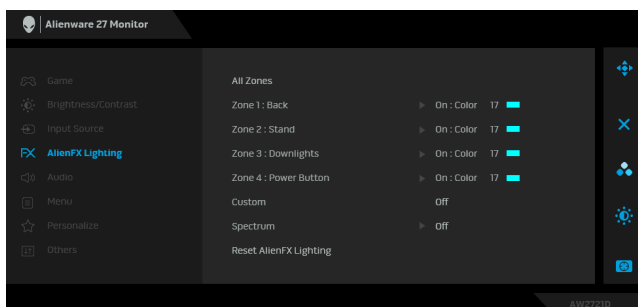 Alienware 27 Monitor
Game
Brightness/Contrast
Input Source
AlienFX Lighting
Audio
Menu
Personalize
Others
All Zones
Zone 1 : Back On : Color 17
Zone 2 : Stand On : Color 17
Zone 3 : Downlights On : Color 17
Zone 4 : Power Button On : Color 17
Custom Off
Spectrum Off
Reset AlienFX Lighting
AW2721D